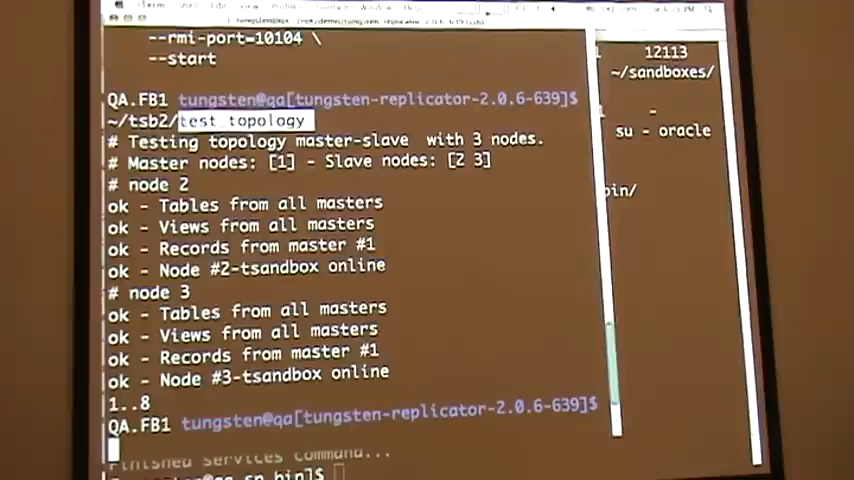 --rmi-port=10104 \
--start
QA.FB1 tungsten@qa[tungsten-replicator-2.0.6-639]$
~/tsb2/test_topology
# Testing topology master-slave with 3 nodes.
# Master nodes: [1] - Slave nodes: [2 3]
# node 2
ok - Tables from all masters
ok - Views from all masters
ok - Records from master #1
ok - Node #2-tsandbox online
# node 3
ok - Tables from all masters
ok - Views from all masters
ok - Records from master #1
ok - Node #3-tsandbox online
1..8
QA.FB1 tungsten@qa[tungsten-replicator-2.0.6-639]$
Finished services command...
12113
~/sandboxes/
-
su - oracle
bin/